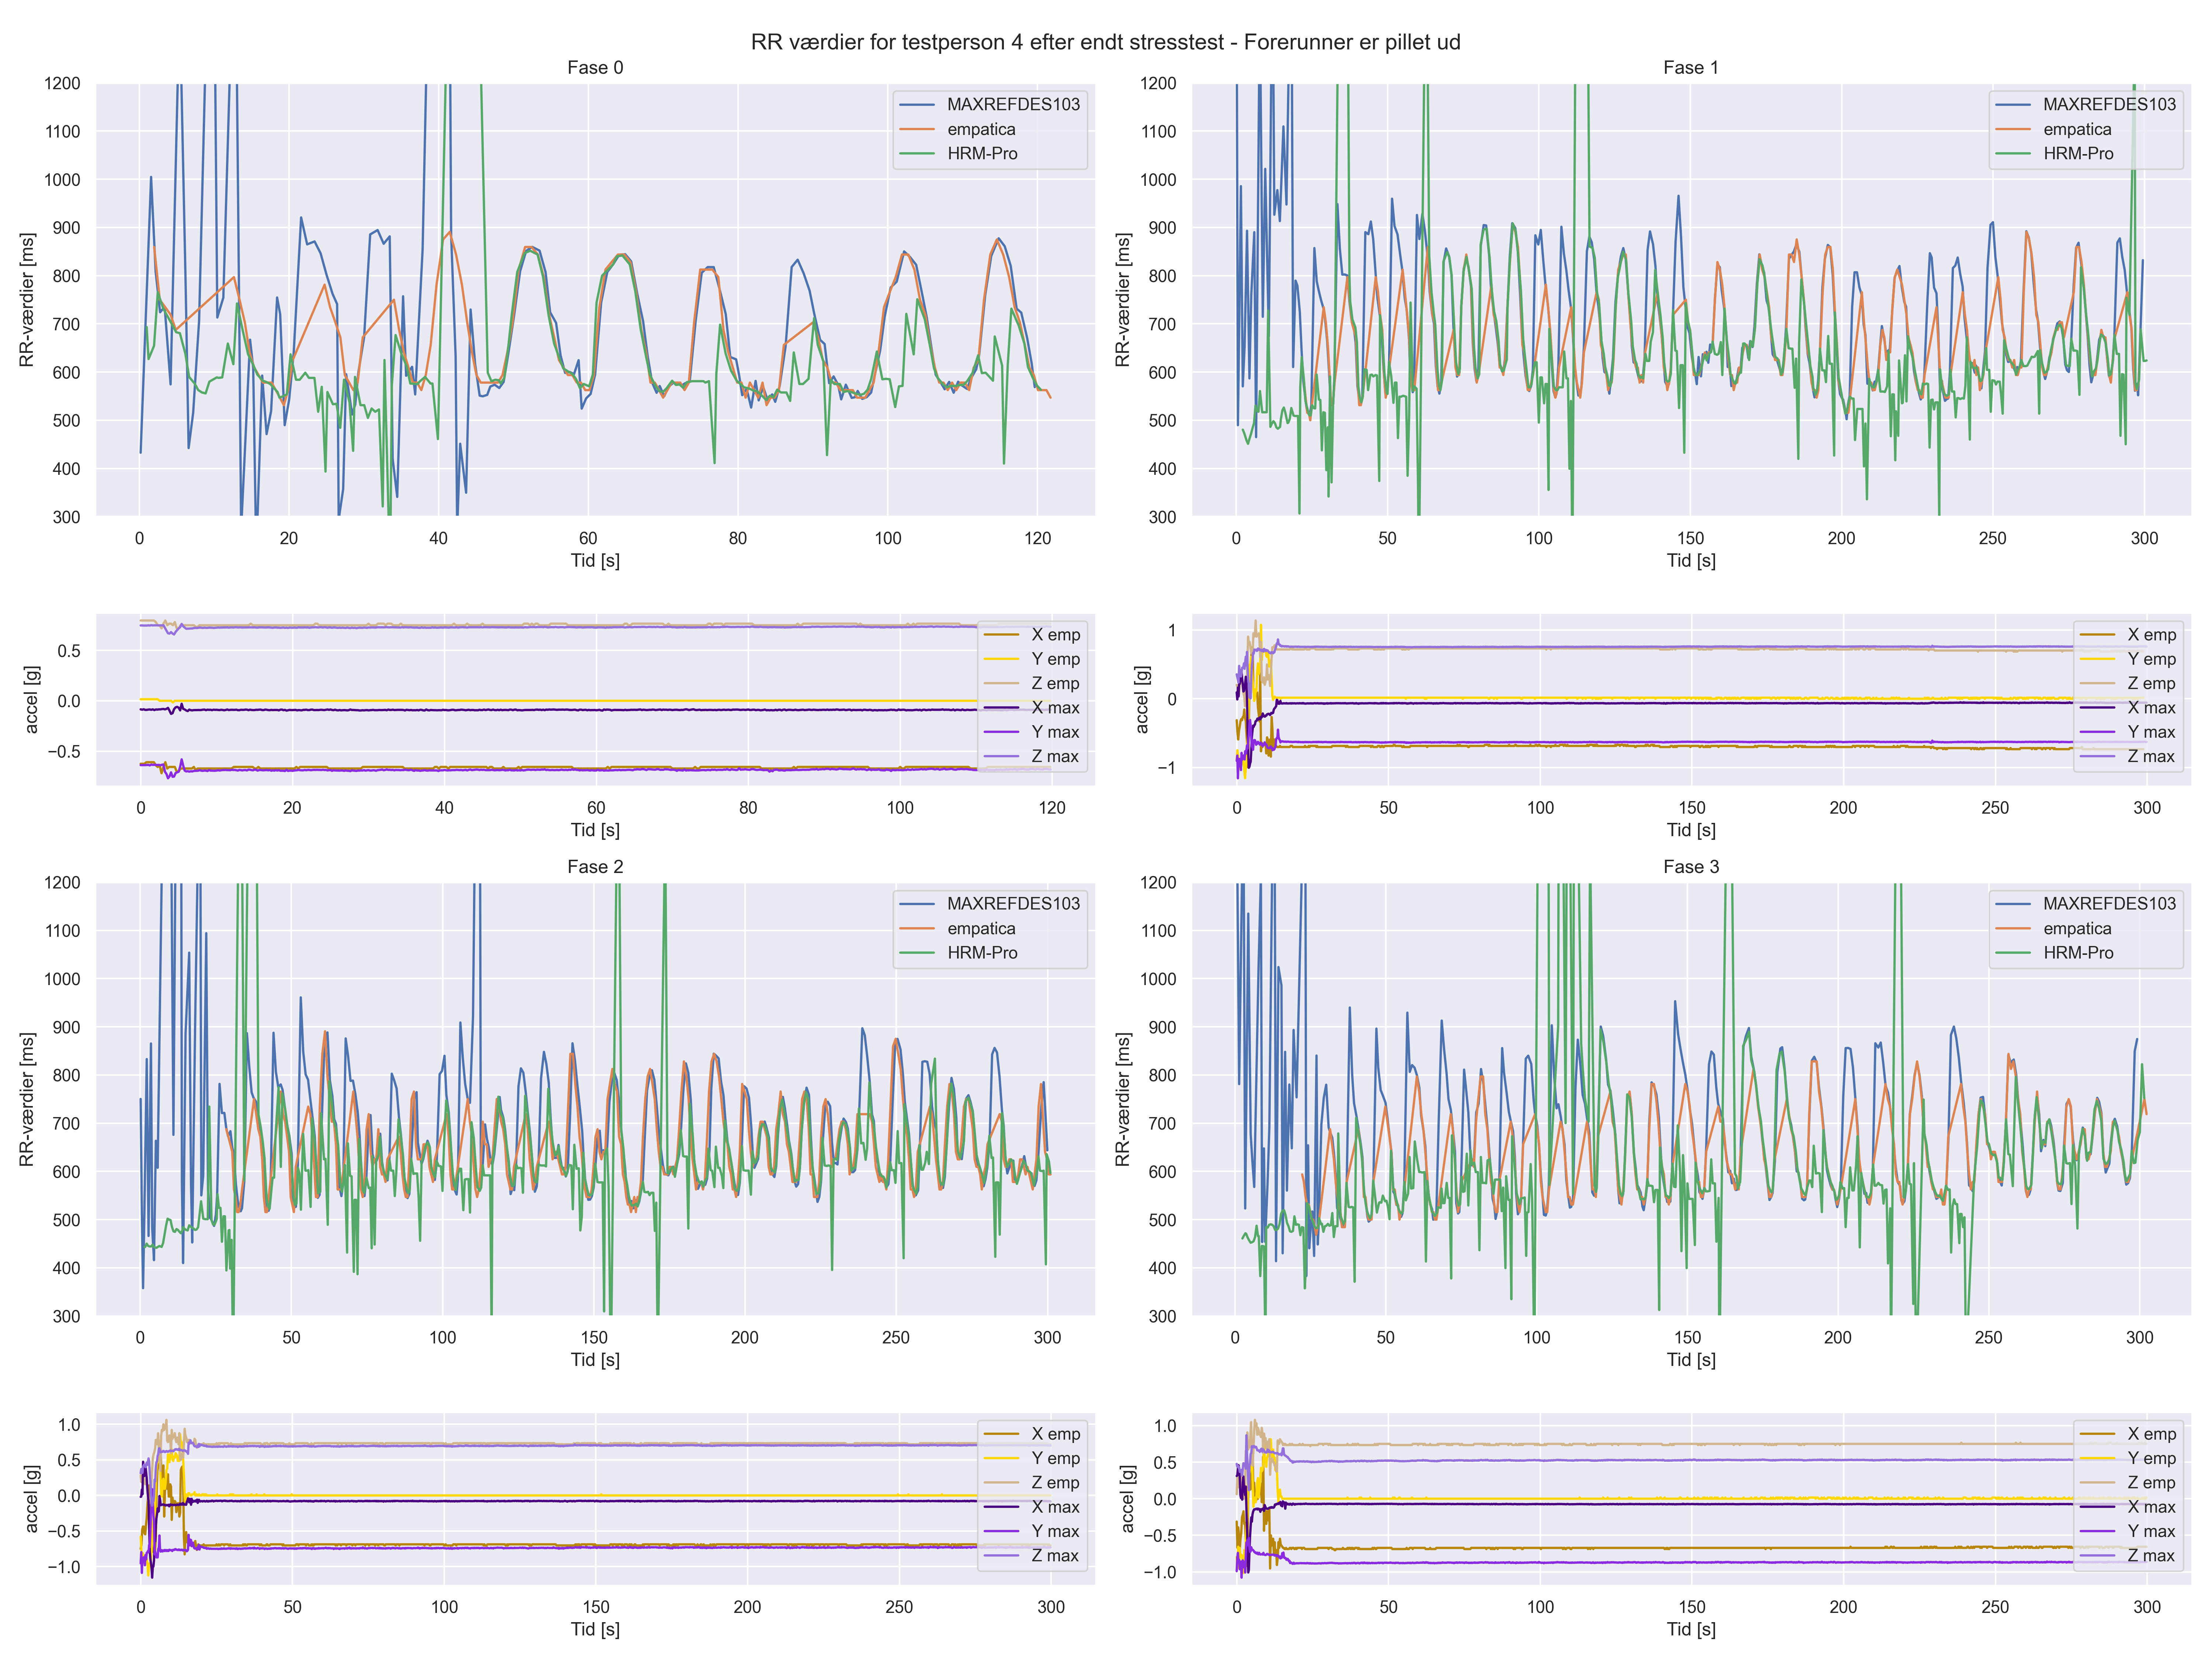 RR værdier for testperson 4 efter endt stresstest - Forerunner er pillet ud
Fase 0
1200
1100
1000
900
800
700
600
500
400
300
RR-værdier [ms]
MAXREFDES103
empatica
HRM-Pro
0 20 40 60 80 100 120
Tid [s]
Fase 1
1200
1100
1000
900
800
700
600
500
400
300
RR-værdier [ms]
MAXREFDES103
empatica
HRM-Pro
0 50 100 150 200 250 300
Tid [s]
0.5
0.0
−0.5
accel [g]
X emp
Y emp
Z emp
X max
Y max
Z max
0 20 40 60 80 100 120
Tid [s]
1
0
−1
accel [g]
X emp
Y emp
Z emp
X max
Y max
Z max
0 50 100 150 200 250 300
Tid [s]
Fase 2
1200
1100
1000
900
800
700
600
500
400
300
RR-værdier [ms]
MAXREFDES103
empatica
HRM-Pro
0 50 100 150 200 250 300
Tid [s]
Fase 3
1200
1100
1000
900
800
700
600
500
400
300
RR-værdier [ms]
MAXREFDES103
empatica
HRM-Pro
0 50 100 150 200 250 300
Tid [s]
1.0
0.5
0.0
−0.5
−1.0
accel [g]
X emp
Y emp
Z emp
X max
Y max
Z max
0 50 100 150 200 250 300
Tid [s]
1.0
0.5
0.0
−0.5
−1.0
accel [g]
X emp
Y emp
Z emp
X max
Y max
Z max
0 50 100 150 200 250 300
Tid [s]